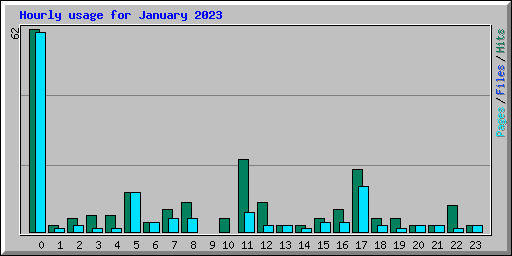 Hourly usage for January 2023
62
Pages/Files/Hits
0 1 2 3 4 5 6 7 8 9 10 11 12 13 14 15 16 17 18 19 20 21 22 23